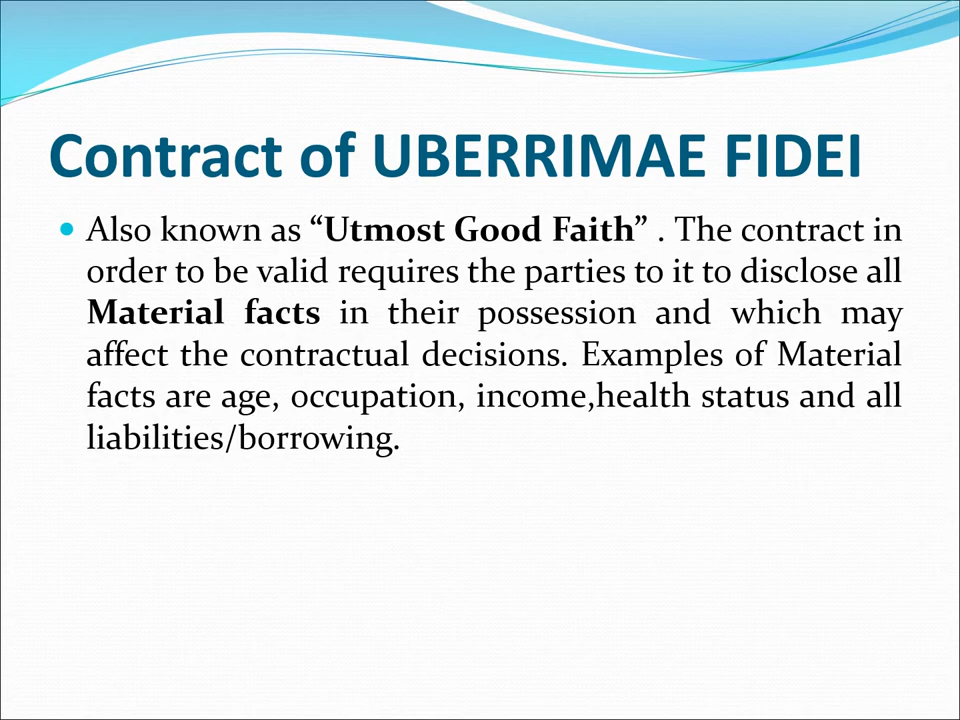 Contract of UBERRIMAE FIDEI
Also known as “Utmost Good Faith” . The contract in
order to be valid requires the parties to it to disclose all
Material facts in their possession and which may
affect the contractual decisions. Examples of Material
facts are age, occupation, income,health status and all
liabilities/borrowing.